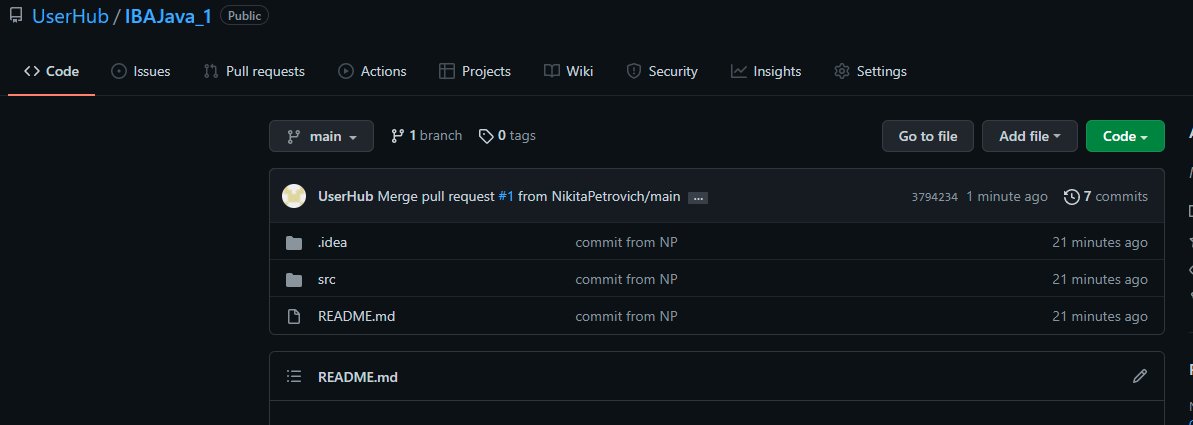 UserHub / IBAJava_1 Public
Code Issues Pull requests Actions Projects Wiki Security Insights Settings
main 1 branch 0 tags Go to file Add file Code
UserHub Merge pull request #1 from NikitaPetrovich/main ... 3794234 1 minute ago 7 commits
.idea commit from NP 21 minutes ago
src commit from NP 21 minutes ago
README.md commit from NP 21 minutes ago
README.md